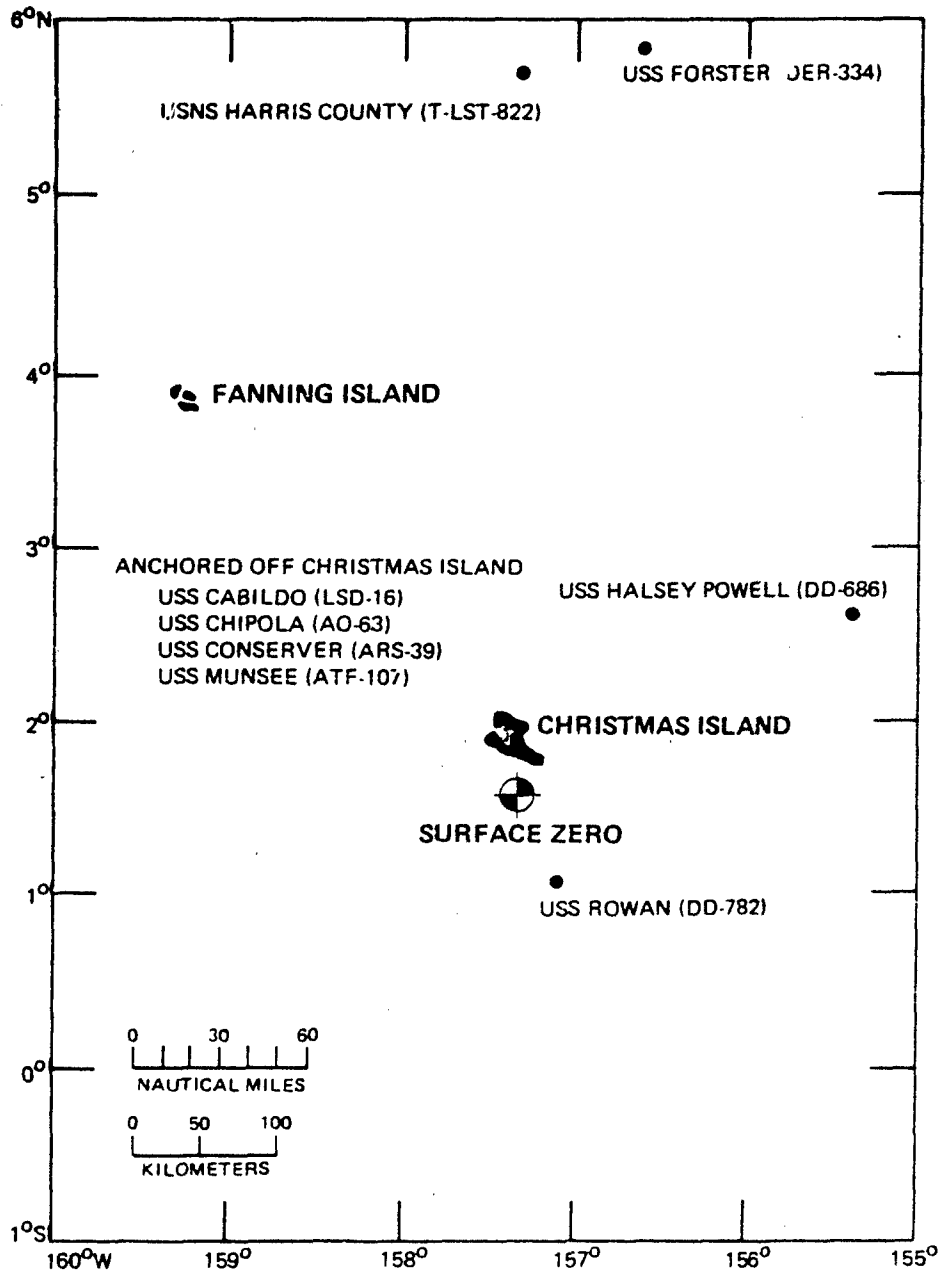 6°N
USS FORSTER DER-334)
USNS HARRIS COUNTY (T-LST-822)
5°
4°
FANNING ISLAND
3°
ANCHORED OFF CHRISTMAS ISLAND
USS CABILDO (LSD-16)
USS CHIPOLA (AO-63)
USS CONSERVER (ARS-39)
USS MUNSEE (ATF-107)
USS HALSEY POWELL (DD-686)
2°
CHRISTMAS ISLAND
SURFACE ZERO
1°
USS ROWAN (DD-782)
0 30 60
0°
NAUTICAL MILES
0 50 100
KILOMETERS
1°S
160°W 159° 158° 157° 156° 155°